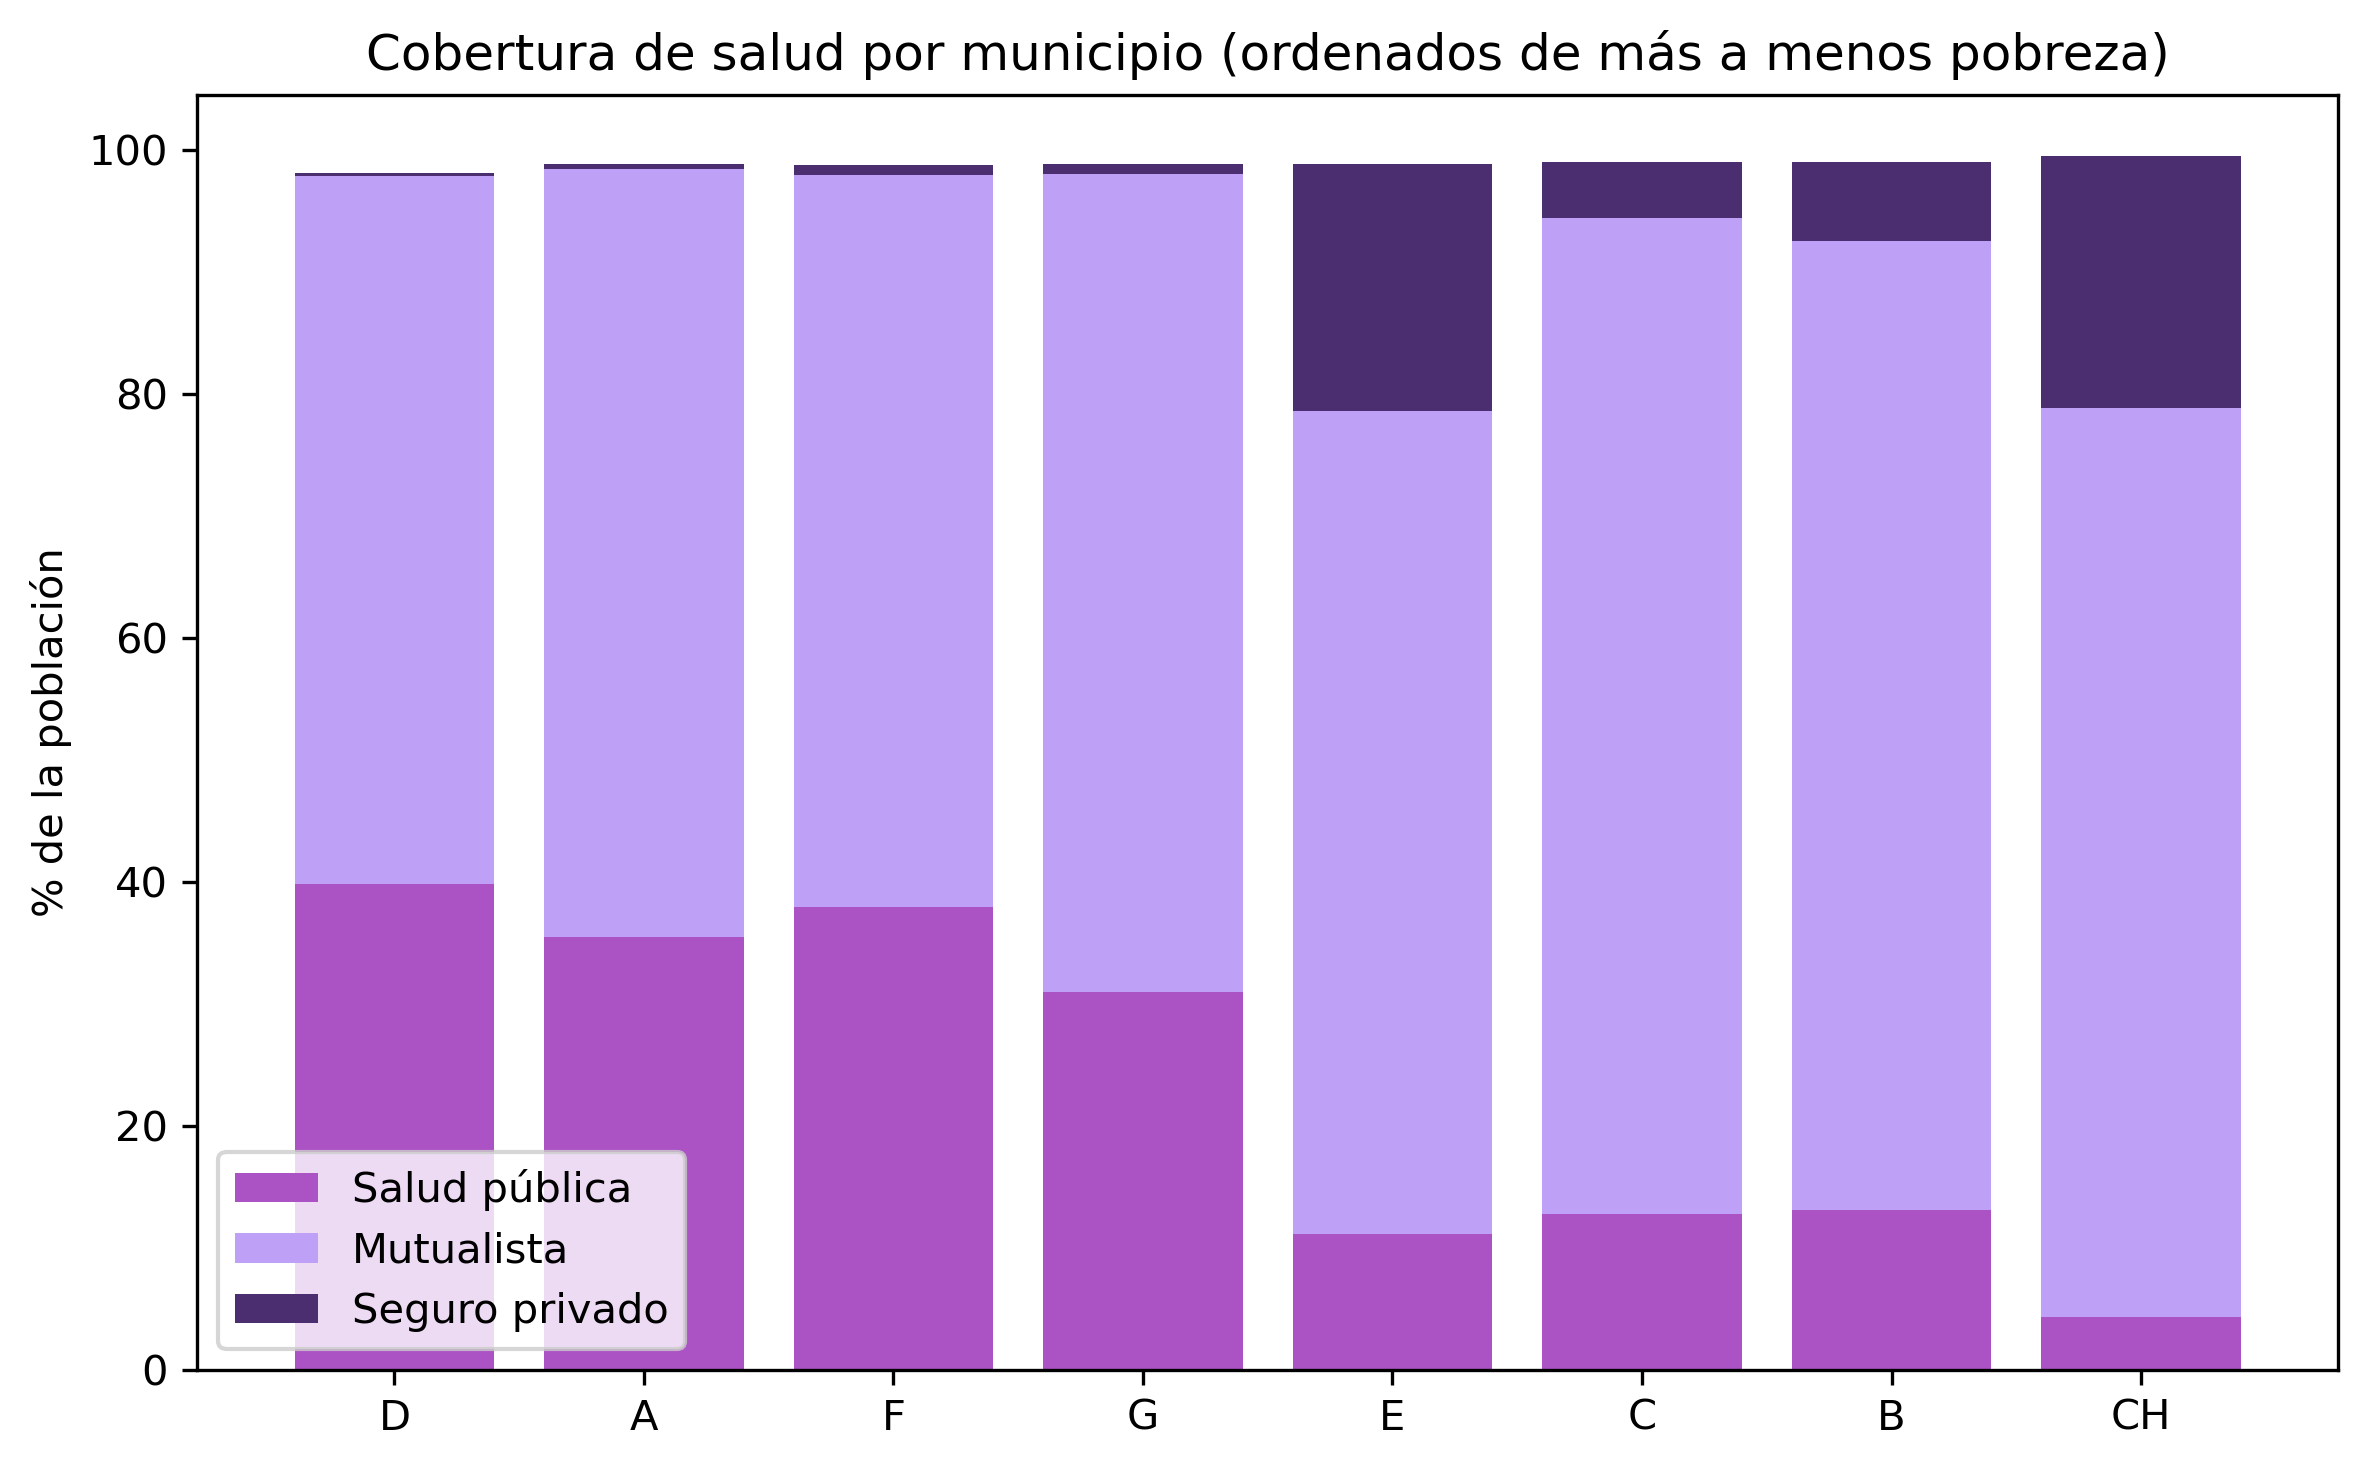 Cobertura de salud por municipio (ordenados de más a menos pobreza)
% de la población
100
80
60
40
20
0
Salud pública
Mutualista
Seguro privado
D A F G E C B CH